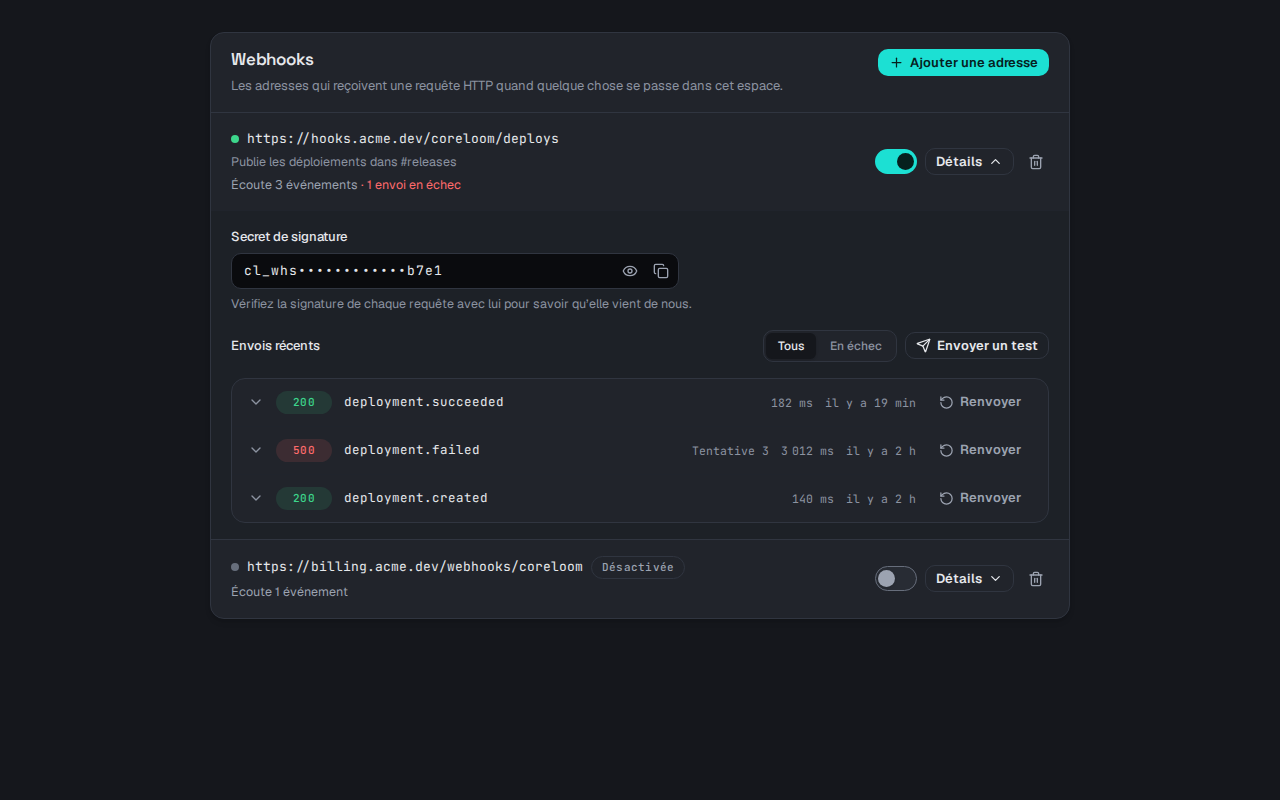 Webhooks
Ajouter une adresse
Les adresses qui reçoivent une requête HTTP quand quelque chose se passe dans cet espace.
https://hooks.acme.dev/coreloom/deploys
Publie les déploiements dans #releases
Écoute 3 événements · 1 envoi en échec
Détails
Secret de signature
cl_whs••••••••••••b7e1
Vérifiez la signature de chaque requête avec lui pour savoir qu'elle vient de nous.
Envois récents
Tous
En échec
Envoyer un test
200 deployment.succeeded 182 ms il y a 19 min Renvoyer
500 deployment.failed Tentative 3 3 012 ms il y a 2 h Renvoyer
200 deployment.created 140 ms il y a 2 h Renvoyer
https://billing.acme.dev/webhooks/coreloom Désactivée
Écoute 1 événement
Détails